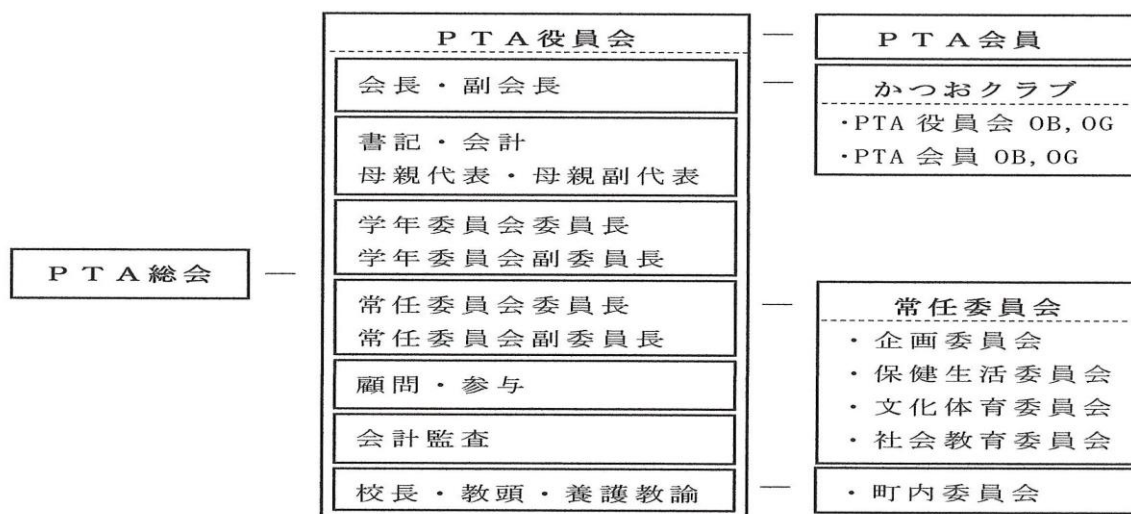 PTA総会
PTA役員会
会長・副会長
書記・会計
母親代表・母親副代表
学年委員会委員長
学年委員会副委員長
常任委員会委員長
常任委員会副委員長
顧問・参与
会計監査
校長・教頭・養護教諭
PTA会員
かつおクラブ
・PTA 役員会 OB, OG
・PTA 会員 OB, OG
常任委員会
・企画委員会
・保健生活委員会
・文化体育委員会
・社会教育委員会
・町内委員会